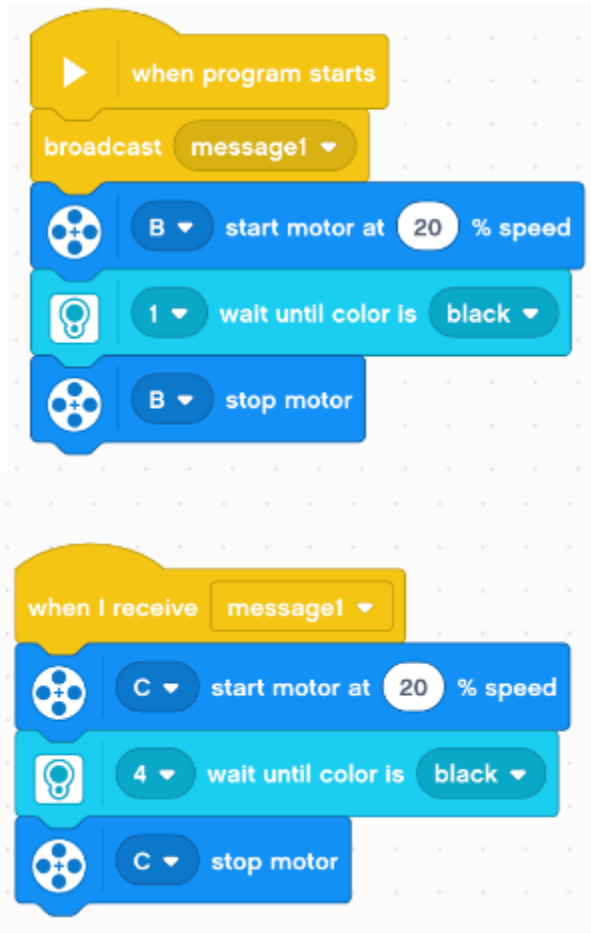 when program starts
broadcast message1
B start motor at 20 % speed
1 wait until color is black
B stop motor
when I receive message1
C start motor at 20 % speed
4 wait until color is black
C stop motor